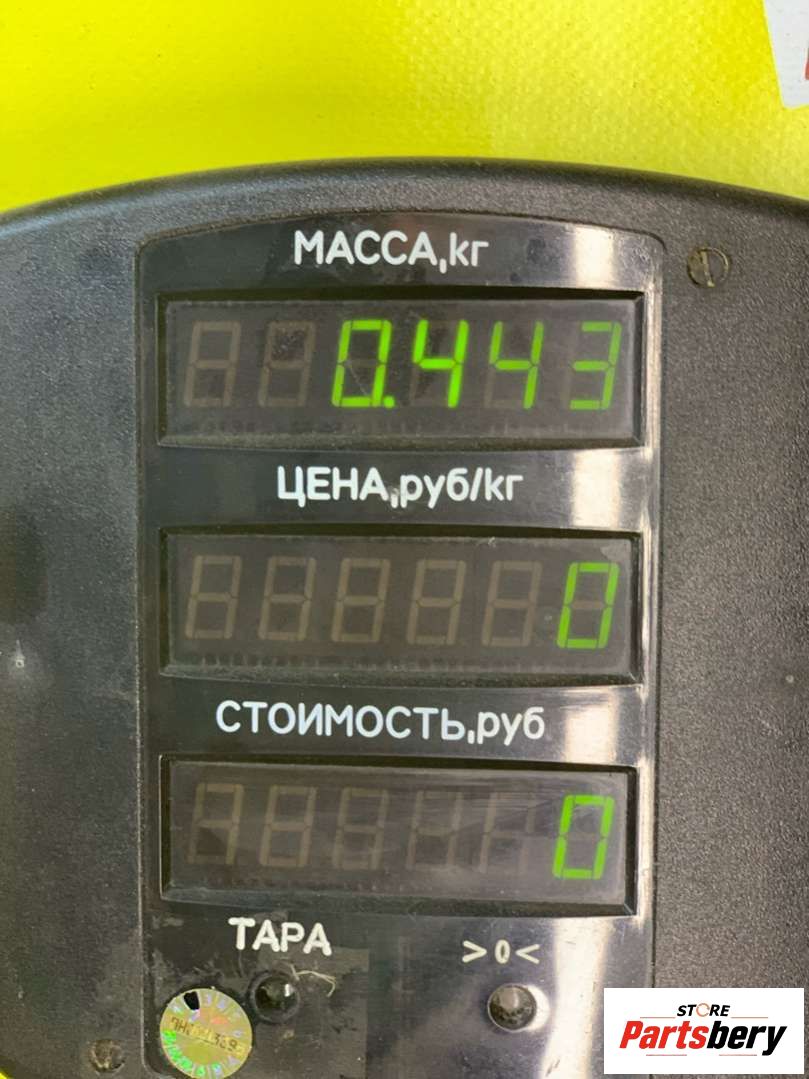 МАССА,кг
0.443
ЦЕНА,руб/кг
0
СТОИМОСТЬ,руб
0
ТАРА
>0<
STORE
Partsbery